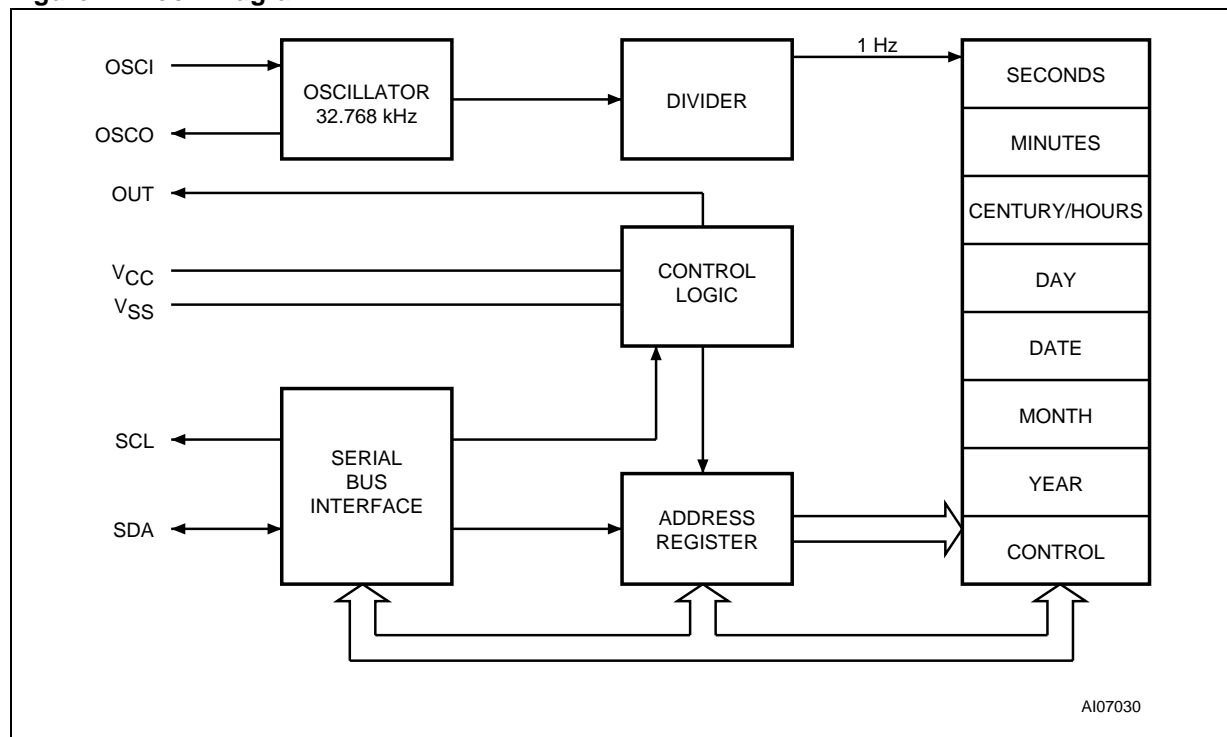 OSCI
OSCO
OUT
VCC
VSS
SCL
SDA
OSCILLATOR
32.768 kHz
DIVIDER
1 Hz
CONTROL
LOGIC
SERIAL
BUS
INTERFACE
ADDRESS
REGISTER
SECONDS
MINUTES
CENTURY/HOURS
DAY
DATE
MONTH
YEAR
CONTROL
AI07030